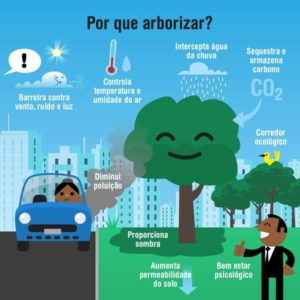 Por que arborizar?
!
Barreira contra
vento, ruído e luz
Controla
temperatura e
umidade do ar
Intercepta água
da chuva
Sequestra e
armazena
carbono
CO2
Corredor
ecológico
Diminui
poluição
Proporciona
sombra
Aumenta
permeabilidade
do solo
Bem estar
psicológico